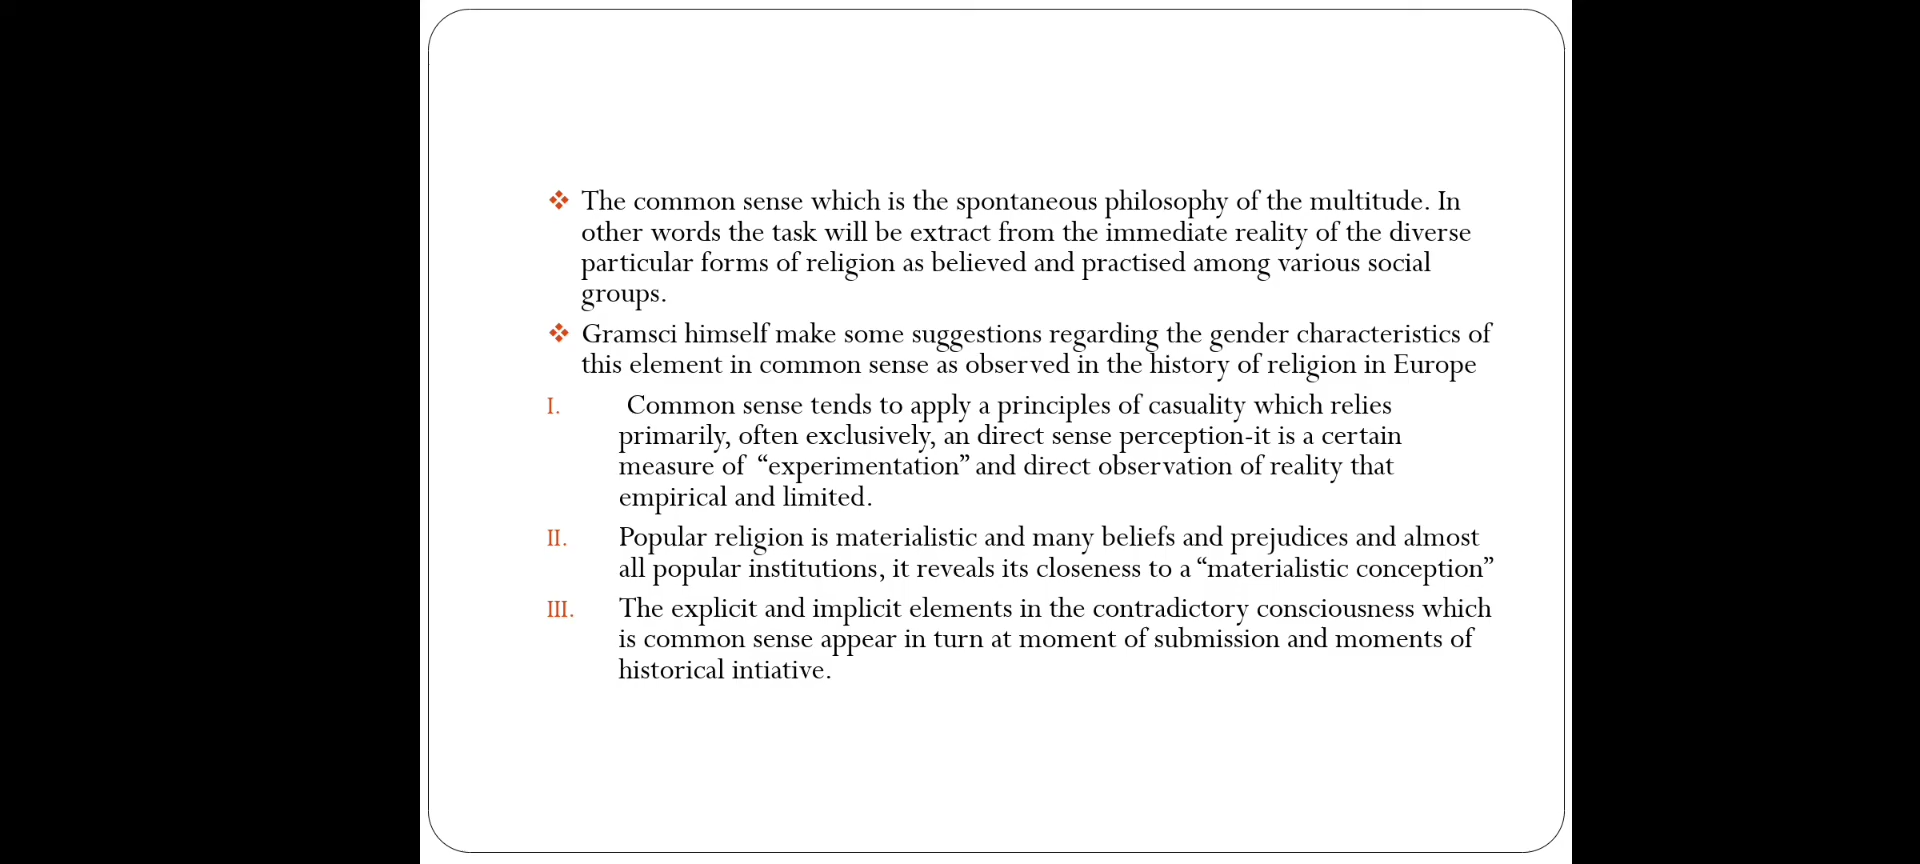 The common sense which is the spontaneous philosophy of the multitude. In
other words the task will be extract from the immediate reality of the diverse
particular forms of religion as believed and practised among various social
groups.
Gramsci himself make some suggestions regarding the gender characteristics of
this element in common sense as observed in the history of religion in Europe
I. Common sense tends to apply a principles of casuality which relies
primarily, often exclusively, an direct sense perception-it is a certain
measure of “experimentation” and direct observation of reality that
empirical and limited.
II. Popular religion is materialistic and many beliefs and prejudices and almost
all popular institutions, it reveals its closeness to a “materialistic conception”
III. The explicit and implicit elements in the contradictory consciousness which
is common sense appear in turn at moment of submission and moments of
historical intiative.